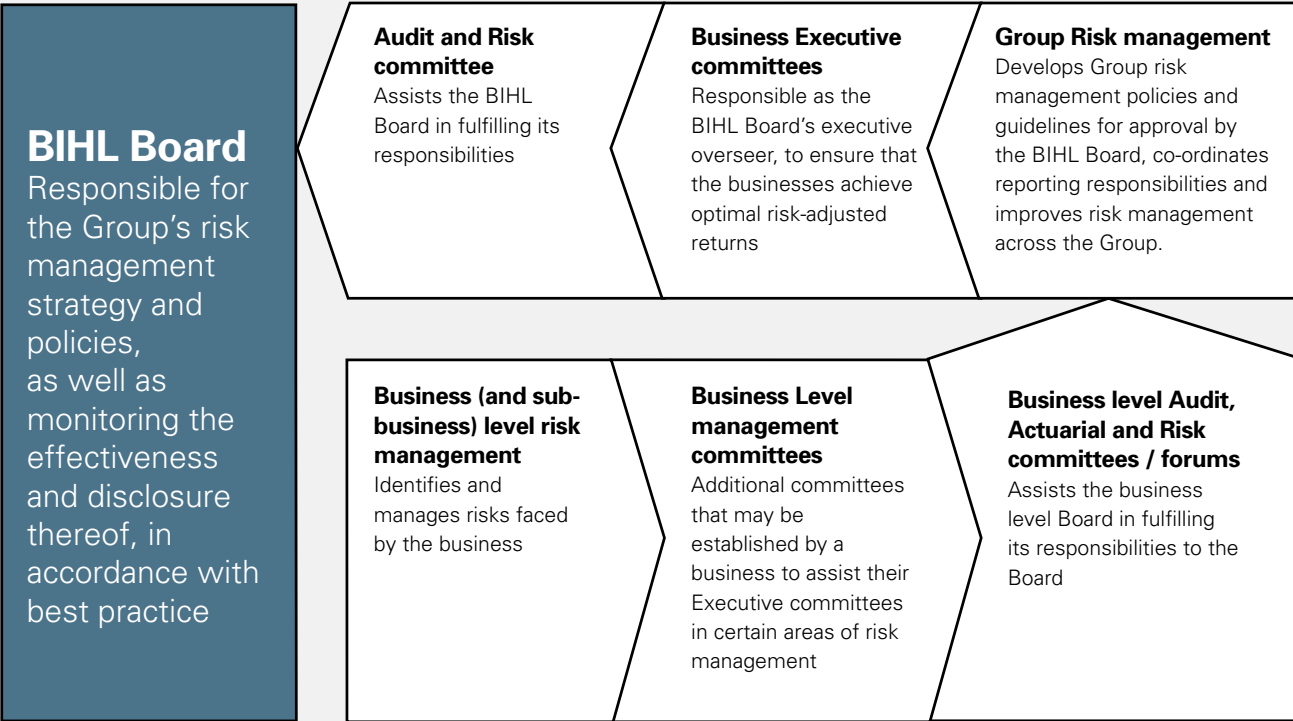 BIHL Board
Responsible for
the Group’s risk
management
strategy and
policies,
as well as
monitoring the
effectiveness
and disclosure
thereof, in
accordance with
best practice
Audit and Risk
committee
Assists the BIHL
Board in fulfilling its
responsibilities
Business Executive
committees
Responsible as the
BIHL Board’s executive
overseer, to ensure that
the businesses achieve
optimal risk-adjusted
returns
Group Risk management
Develops Group risk
management policies and
guidelines for approval by
the BIHL Board, co-ordinates
reporting responsibilities and
improves risk management
across the Group.
Business (and sub-
business) level risk
management
Identifies and
manages risks faced
by the business
Business Level
management
committees
Additional committees
that may be
established by a
business to assist their
Executive committees
in certain areas of risk
management
Business level Audit,
Actuarial and Risk
committees / forums
Assists the business
level Board in fulfilling
its responsibilities to the
Board